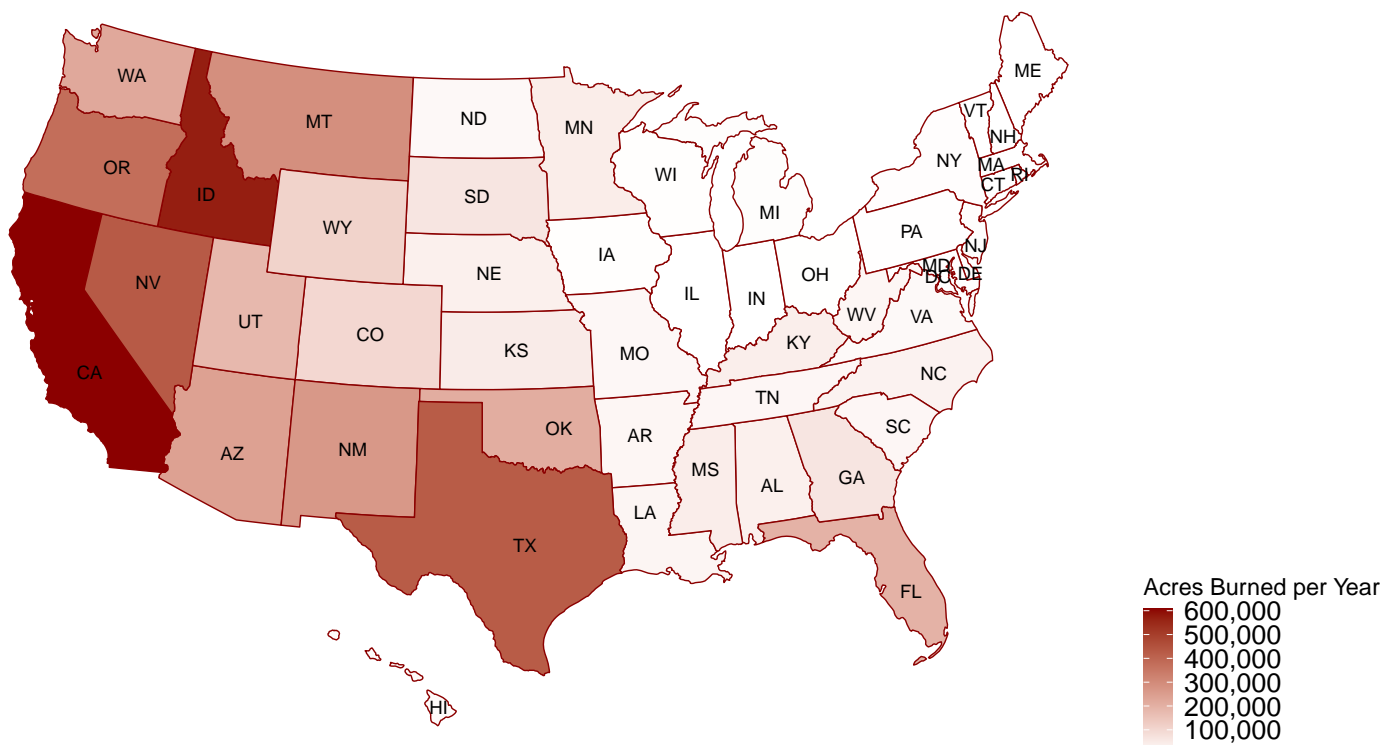 ME
WA
VT
ND
MT
MN
NH
NY
MA
OR
WI
RI
CT
ID
SD
MI
WY
PA
NJ
IA
MD
NE
OH
DE
DC
NV
IL
IN
WV
VA
UT
CO
KY
KS
MO
CA
NC
TN
SC
OK
AR
NM
AZ
MS
GA
AL
LA
TX
FL
HI
Acres Burned per Year
600,000
500,000
400,000
300,000
200,000
100,000